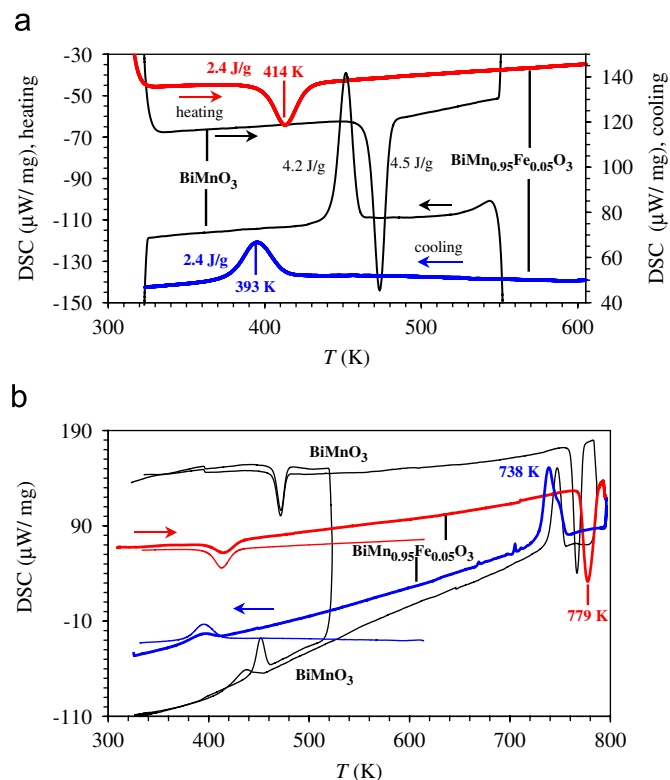 a
-30
-50
-70
-90
-110
-130
-150
DSC (μW/ mg), heating
140
120
100
80
60
40
DSC (μW/ mg), cooling
2.4 J/g
414 K
heating
BiMnO3
4.2 J/g
4.5 J/g
BiMn0.95Fe0.05O3
2.4 J/g
393 K
cooling
300
400
500
600
T (K)
b
190
90
-10
-110
DSC (μW/ mg)
BiMnO3
738 K
BiMn0.95Fe0.05O3
779 K
BiMnO3
300
400
500
600
700
800
T (K)